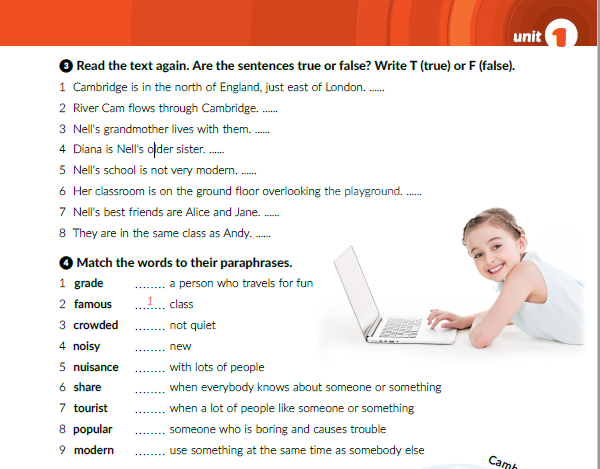 unit 1
3 Read the text again. Are the sentences true or false? Write T (true) or F (false).
1 Cambridge is in the north of England, just east of London. ......
2 River Cam flows through Cambridge. ......
3 Nell's grandmother lives with them. ......
4 Diana is Nell's older sister. ......
5 Nell's school is not very modern. ......
6 Her classroom is on the ground floor overlooking the playground. ......
7 Nell's best friends are Alice and Jane. ......
8 They are in the same class as Andy. ......
4 Match the words to their paraphrases.
1 grade ........ a person who travels for fun
2 famous ....1.... class
3 crowded ........ not quiet
4 noisy ........ new
5 nuisance ........ with lots of people
6 share ........ when everybody knows about someone or something
7 tourist ........ when a lot of people like someone or something
8 popular ........ someone who is boring and causes trouble
9 modern ........ use something at the same time as somebody else